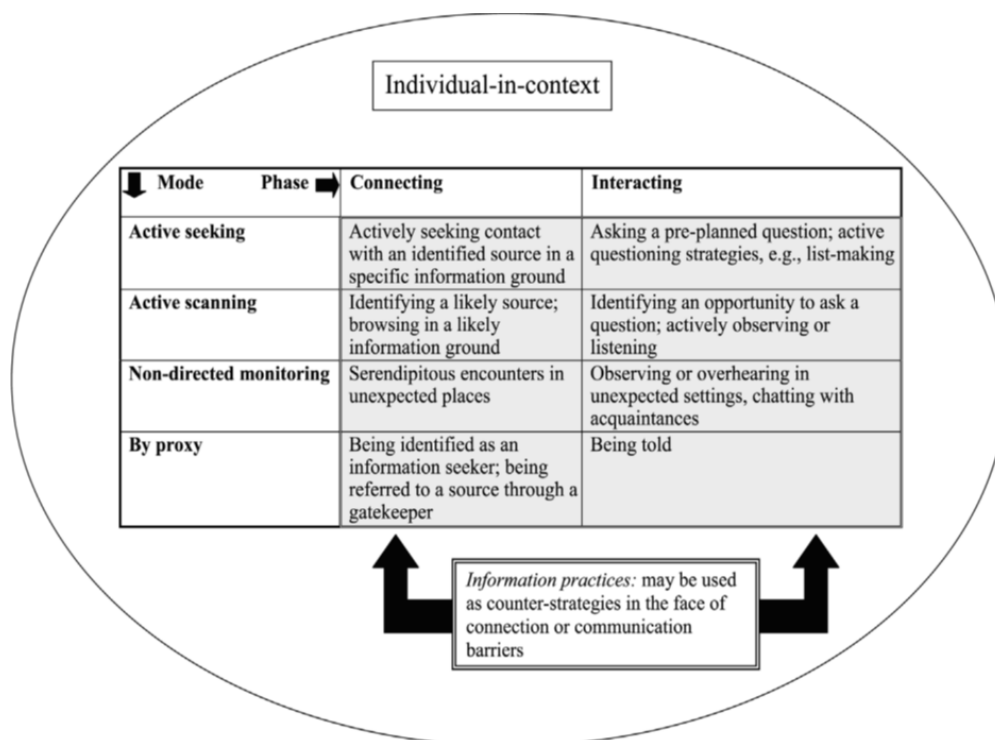 Individual-in-context
Mode Phase Connecting Interacting
Active seeking
Actively seeking contact
with an identified source in a
specific information ground
Asking a pre-planned question; active
questioning strategies, e.g., list-making
Active scanning
Identifying a likely source;
browsing in a likely
information ground
Identifying an opportunity to ask a
question; actively observing or
listening
Non-directed monitoring
Serendipitous encounters in
unexpected places
Observing or overhearing in
unexpected settings, chatting with
acquaintances
By proxy
Being identified as an
information seeker; being
referred to a source through a
gatekeeper
Being told
Information practices: may be used
as counter-strategies in the face of
connection or communication
barriers